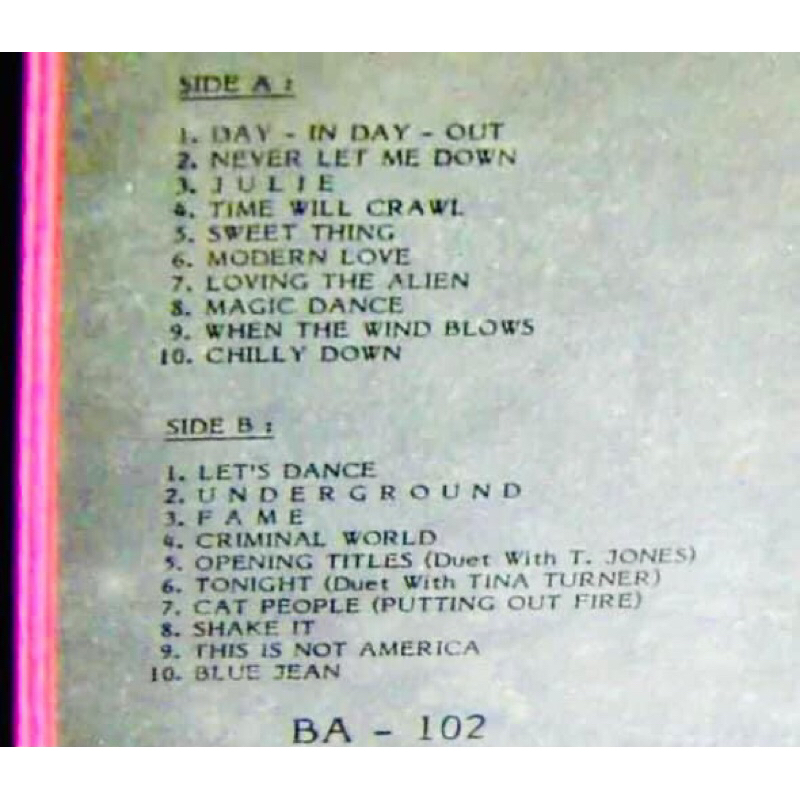 SIDE A :
1. DAY - IN DAY - OUT
2. NEVER LET ME DOWN
3. J U L I E
4. TIME WILL CRAWL
5. SWEET THING
6. MODERN LOVE
7. LOVING THE ALIEN
8. MAGIC DANCE
9. WHEN THE WIND BLOWS
10. CHILLY DOWN
SIDE B :
1. LET'S DANCE
2. U N D E R G R O U N D
3. F A M E
4. CRIMINAL WORLD
5. OPENING TITLES (Duet With T. JONES)
6. TONIGHT (Duet With TINA TURNER)
7. CAT PEOPLE (PUTTING OUT FIRE)
8. SHAKE IT
9. THIS IS NOT AMERICA
10. BLUE JEAN
BA - 102